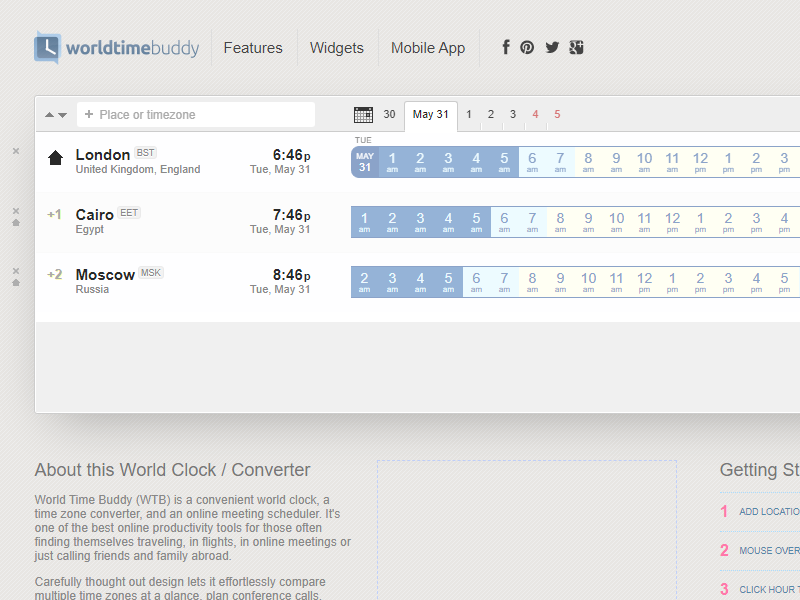 worldtimebuddy Features Widgets Mobile App
+ Place or timezone 30 May 31 1 2 3 4 5
TUE
London BST 6:46p MAY 31 1 am 2 am 3 am 4 am 5 am 6 am 7 am 8 am 9 am 10 am 11 am 12 pm 1 pm 2 pm 3 pm
United Kingdom, England Tue, May 31
+1 Cairo EET 7:46p 1 am 2 am 3 am 4 am 5 am 6 am 7 am 8 am 9 am 10 am 11 am 12 pm 1 pm 2 pm 3 pm 4 pm
Egypt Tue, May 31
+2 Moscow MSK 8:46p 2 am 3 am 4 am 5 am 6 am 7 am 8 am 9 am 10 am 11 am 12 pm 1 pm 2 pm 3 pm 4 pm 5 pm
Russia Tue, May 31
About this World Clock / Converter
World Time Buddy (WTB) is a convenient world clock, a
time zone converter, and an online meeting scheduler. It's
one of the best online productivity tools for those often
finding themselves traveling, in flights, in online meetings or
just calling friends and family abroad.
Carefully thought out design lets it effortlessly compare
multiple time zones at a glance, plan conference calls,
Getting St
1 ADD LOCATIO
2 MOUSE OVER
3 CLICK HOUR T